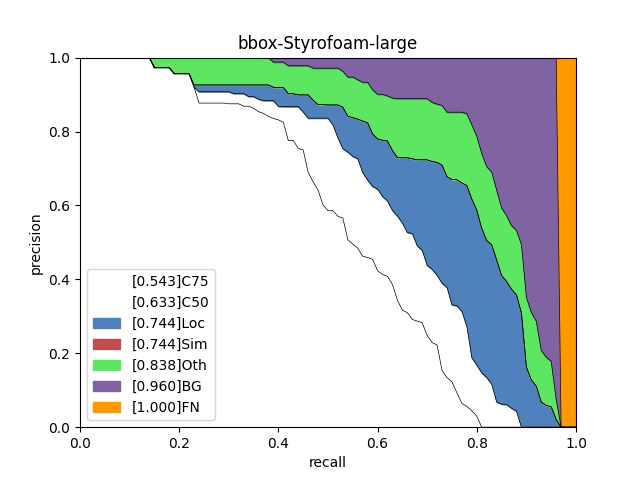 bbox-Styrofoam-large
1.0
0.8
0.6
0.4
0.2
0.0
precision
[0.543]C75
[0.633]C50
[0.744]Loc
[0.744]Sim
[0.838]Oth
[0.960]BG
[1.000]FN
0.0 0.2 0.4 0.6 0.8 1.0
recall